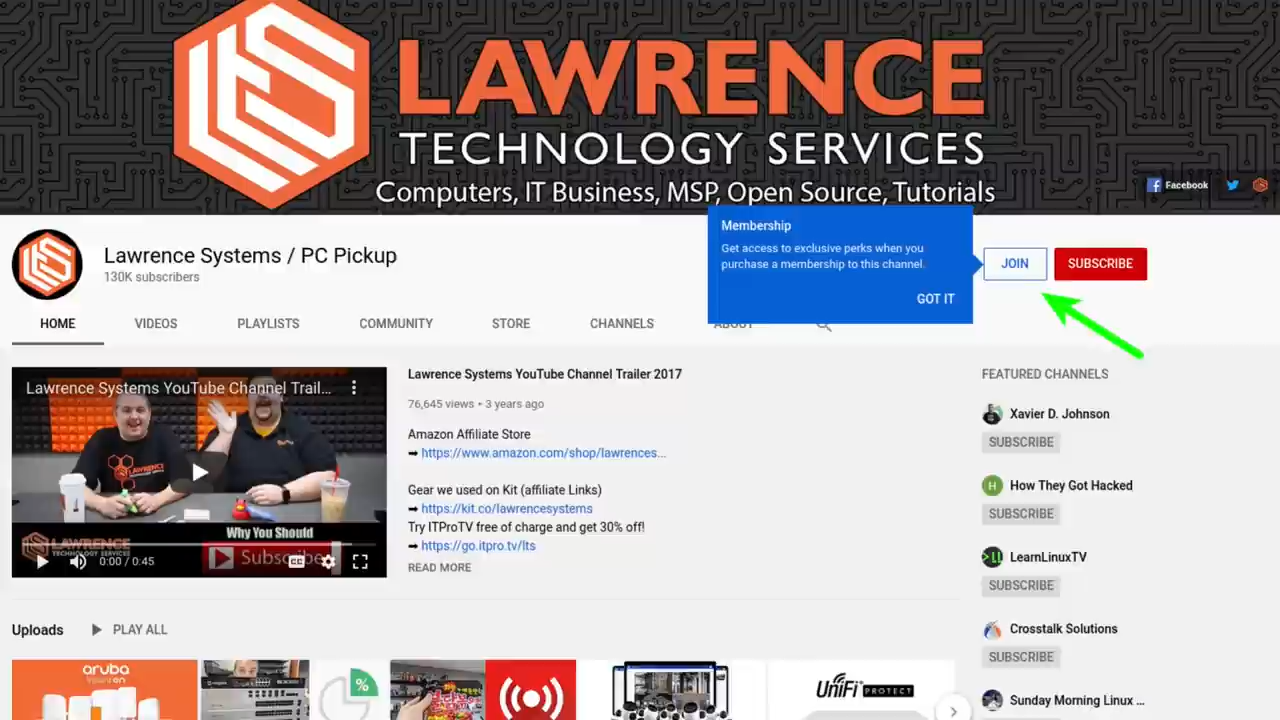 LAWRENCE
TECHNOLOGY SERVICES
Computers, IT Business, MSP, Open Source, Tutorials
Facebook
Lawrence Systems / PC Pickup
130K subscribers
Membership
Get access to exclusive perks when you
purchase a membership to this channel.
GOT IT
JOIN
SUBSCRIBE
HOME
VIDEOS
PLAYLISTS
COMMUNITY
STORE
CHANNELS
ABOUT
Lawrence Systems YouTube Channel Trail...
LAWRENCE
Why You Should
LAWRENCE
Subscribe
0:00 / 0:45
Lawrence Systems YouTube Channel Trailer 2017
76,645 views • 3 years ago
Amazon Affiliate Store
➡ https://www.amazon.com/shop/lawrences...
Gear we used on Kit (affiliate Links)
➡ https://kit.co/lawrencesystems
Try ITProTV free of charge and get 30% off!
➡ https://go.itpro.tv/lts
READ MORE
FEATURED CHANNELS
Xavier D. Johnson
SUBSCRIBE
H
How They Got Hacked
SUBSCRIBE
LearnLinuxTV
SUBSCRIBE
Crosstalk Solutions
SUBSCRIBE
Sunday Morning Linux ...
Uploads
PLAY ALL
aruba
%
UniFi PROTECT